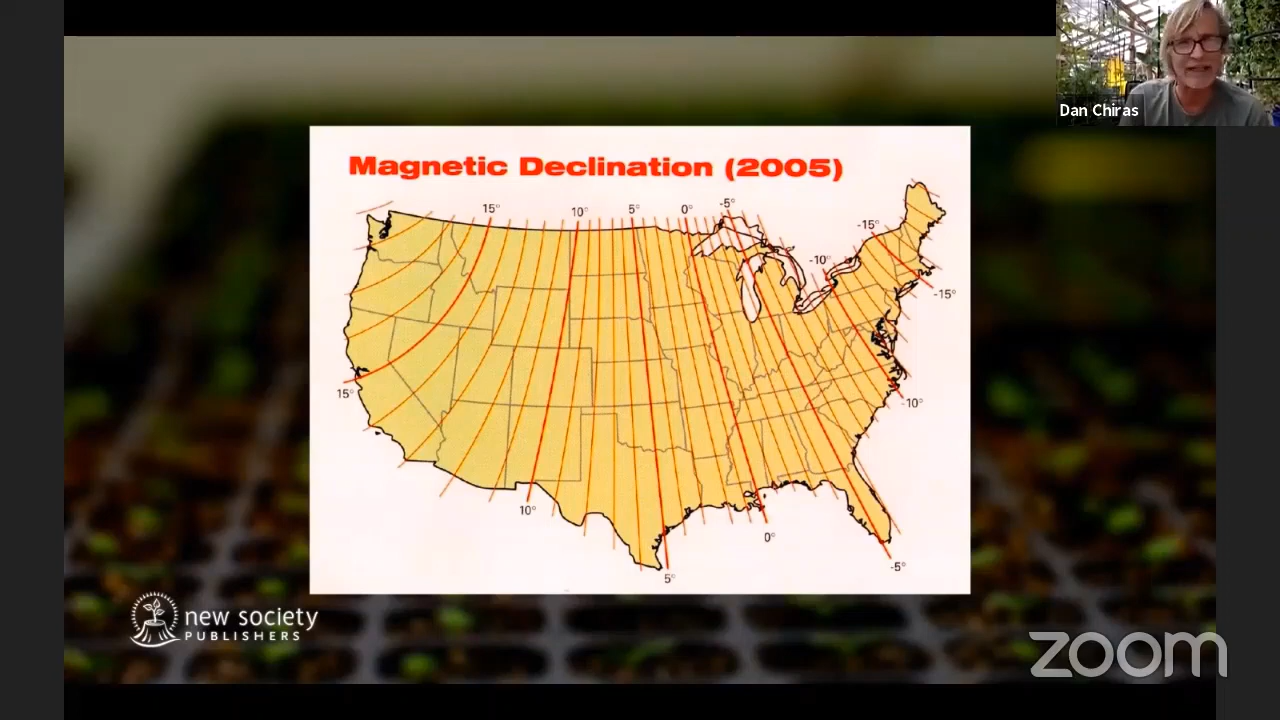 Dan Chiras
Magnetic Declination (2005)
15°
10°
5°
0°
-5°
-15°
-10°
-15°
15°
-10°
10°
0°
-5°
5°
new society
PUBLISHERS
zoom